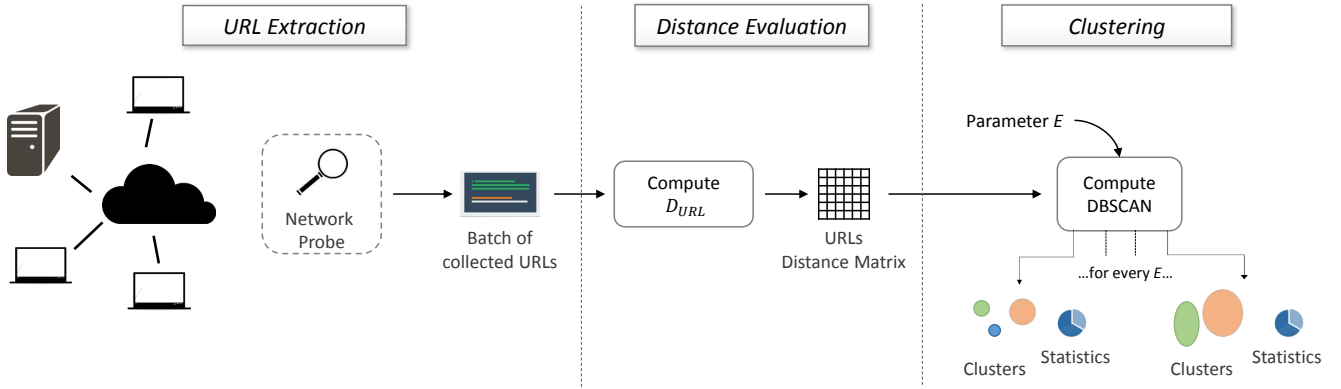 URL Extraction
Distance Evaluation
Clustering
Network
Probe
Batch of
collected URLs
Compute
D_URL
URLs
Distance Matrix
Parameter E
Compute
DBSCAN
...for every E...
Clusters
Statistics
Clusters
Statistics